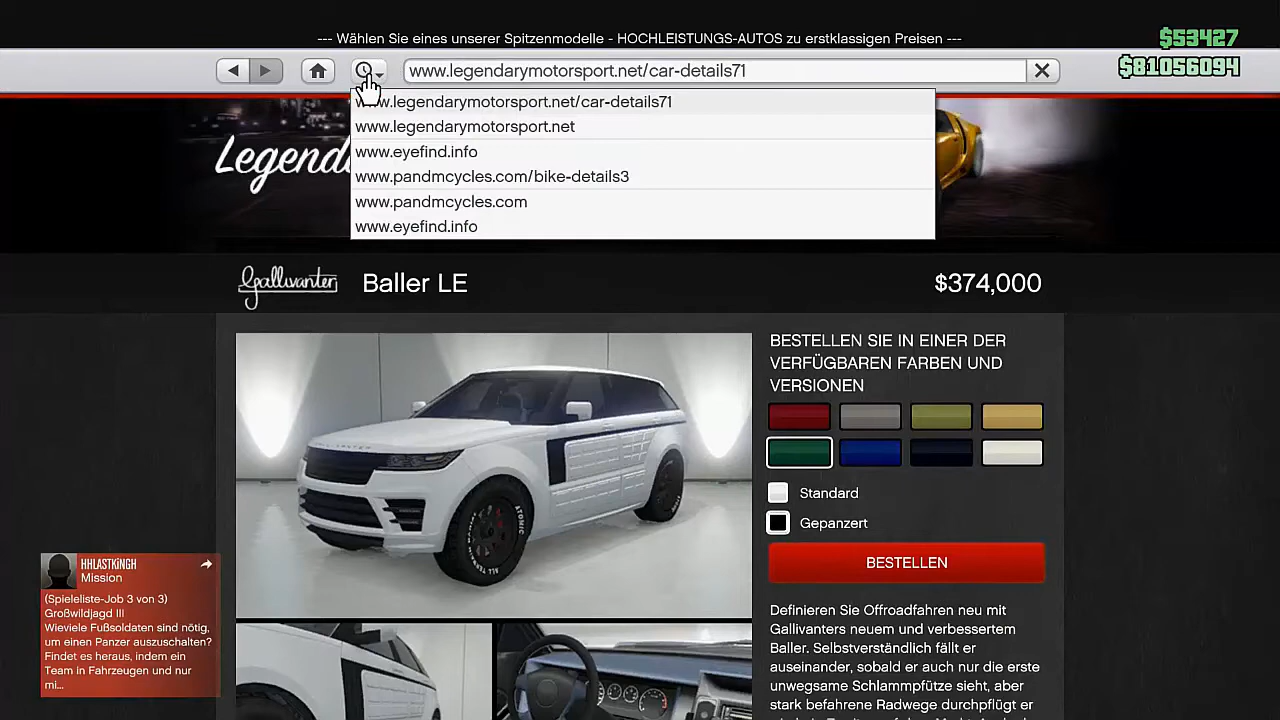 --- Wählen Sie eines unserer Spitzenmodelle - HOCHLEISTUNGS-AUTOS zu erstklassigen Preisen ---
$53427
$81056094
www.legendarymotorsport.net/car-details71
www.legendarymotorsport.net/car-details71
www.legendarymotorsport.net
www.eyefind.info
www.pandmcycles.com/bike-details3
www.pandmcycles.com
www.eyefind.info
Gallivanter
Baller LE
$374,000
BESTELLEN SIE IN EINER DER
VERFÜGBAREN FARBEN UND
VERSIONEN
Standard
Gepanzert
BESTELLEN
Definieren Sie Offroadfahren neu mit
Gallivanters neuem und verbessertem
Baller. Selbstverständlich fällt er
auseinander, sobald er auch nur die erste
unwegsame Schlammpfütze sieht, aber
stark befahrene Radwege durchpflügt er
HHLASTKiNGH
Mission
(Spieleliste-Job 3 von 3)
Großwildjagd III
Wieviele Fußsoldaten sind nötig,
um einen Panzer auszuschalten?
Findet es heraus, indem ein
Team in Fahrzeugen und nur
mi...